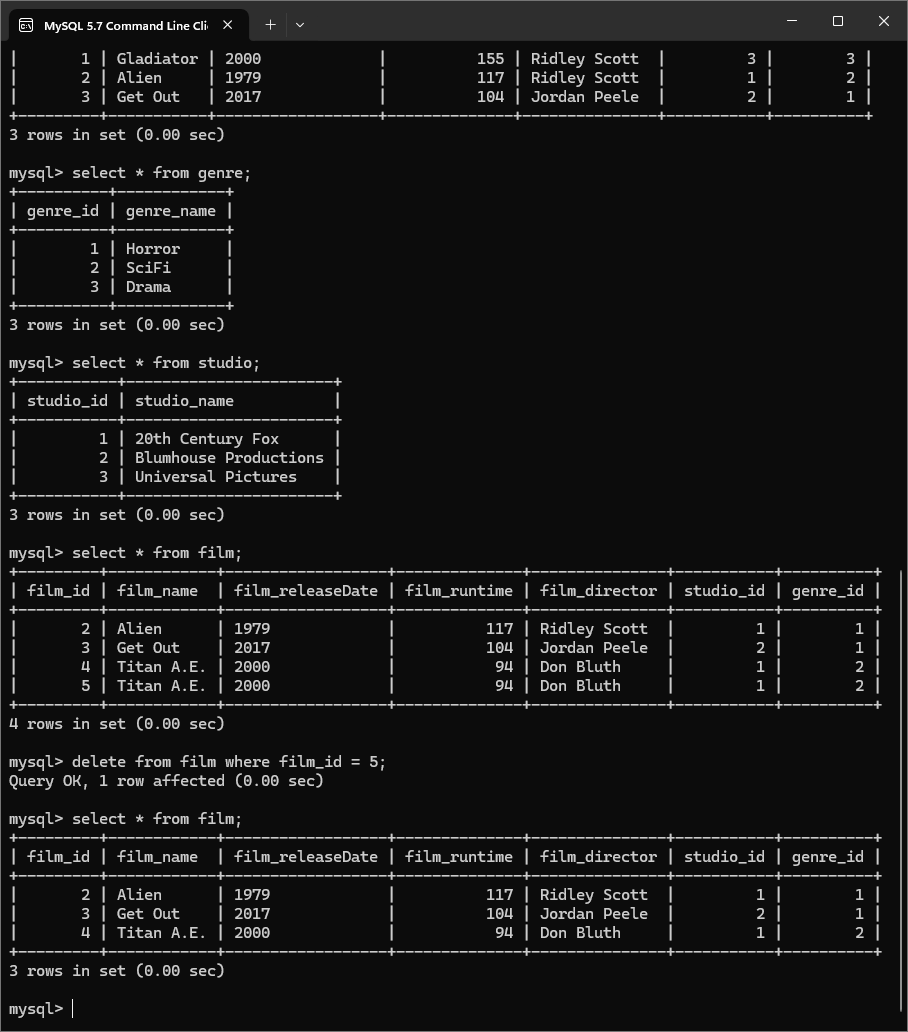 MySQL 5.7 Command Line Clie
|       1 | Gladiator | 2000             |          155 | Ridley Scott  |         3 |        3 |
|       2 | Alien     | 1979             |          117 | Ridley Scott  |         1 |        2 |
|       3 | Get Out   | 2017             |          104 | Jordan Peele  |         2 |        1 |
+---------+-----------+------------------+--------------+---------------+-----------+----------+
3 rows in set (0.00 sec)
mysql> select * from genre;
+----------+------------+
| genre_id | genre_name |
+----------+------------+
|        1 | Horror     |
|        2 | SciFi      |
|        3 | Drama      |
+----------+------------+
3 rows in set (0.00 sec)
mysql> select * from studio;
+-----------+-----------------------+
| studio_id | studio_name           |
+-----------+-----------------------+
|         1 | 20th Century Fox      |
|         2 | Blumhouse Productions |
|         3 | Universal Pictures    |
+-----------+-----------------------+
3 rows in set (0.00 sec)
mysql> select * from film;
+---------+------------+------------------+--------------+---------------+-----------+----------+
| film_id | film_name  | film_releaseDate | film_runtime | film_director | studio_id | genre_id |
+---------+------------+------------------+--------------+---------------+-----------+----------+
|       2 | Alien      | 1979             |          117 | Ridley Scott  |         1 |        1 |
|       3 | Get Out    | 2017             |          104 | Jordan Peele  |         2 |        1 |
|       4 | Titan A.E. | 2000             |           94 | Don Bluth     |         1 |        2 |
|       5 | Titan A.E. | 2000             |           94 | Don Bluth     |         1 |        2 |
+---------+------------+------------------+--------------+---------------+-----------+----------+
4 rows in set (0.00 sec)
mysql> delete from film where film_id = 5;
Query OK, 1 row affected (0.00 sec)
mysql> select * from film;
+---------+------------+------------------+--------------+---------------+-----------+----------+
| film_id | film_name  | film_releaseDate | film_runtime | film_director | studio_id | genre_id |
+---------+------------+------------------+--------------+---------------+-----------+----------+
|       2 | Alien      | 1979             |          117 | Ridley Scott  |         1 |        1 |
|       3 | Get Out    | 2017             |          104 | Jordan Peele  |         2 |        1 |
|       4 | Titan A.E. | 2000             |           94 | Don Bluth     |         1 |        2 |
+---------+------------+------------------+--------------+---------------+-----------+----------+
3 rows in set (0.00 sec)
mysql>